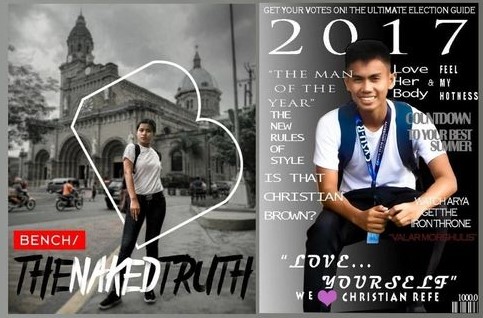 BENCH/
THENAKEDTRUTH
GET YOUR VOTES ON! THE ULTIMATE ELECTION GUIDE
2017
"THE MAN
OF THE
YEAR"
THE
NEW
RULES
OF
STYLE
IS THAT
CHRISTIAN
BROWN?
Love
Her &
Body
FEEL
MY
HOTNESS
COUNTDOWN
TO YOUR BEST
SUMMER
WATCH ARYA
GET THE
IRON THRONE
"VALAR MORGHULIS"
"LOVE...
YOURSELF"
WE 💜 CHRISTIAN REFE
1000.0